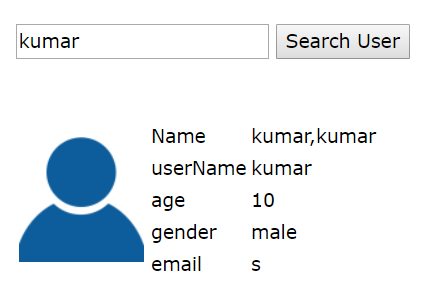 kumar Search User
Name kumar,kumar
userName kumar
age 10
gender male
email s